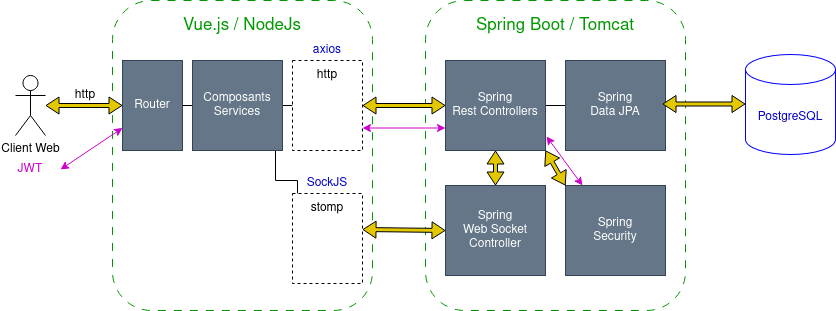 Vue.js / NodeJs
Spring Boot / Tomcat
axios
http
http
Router
Composants
Services
Spring
Rest Controllers
Spring
Data JPA
PostgreSQL
Client Web
JWT
SockJS
stomp
Spring
Web Socket
Controller
Spring
Security